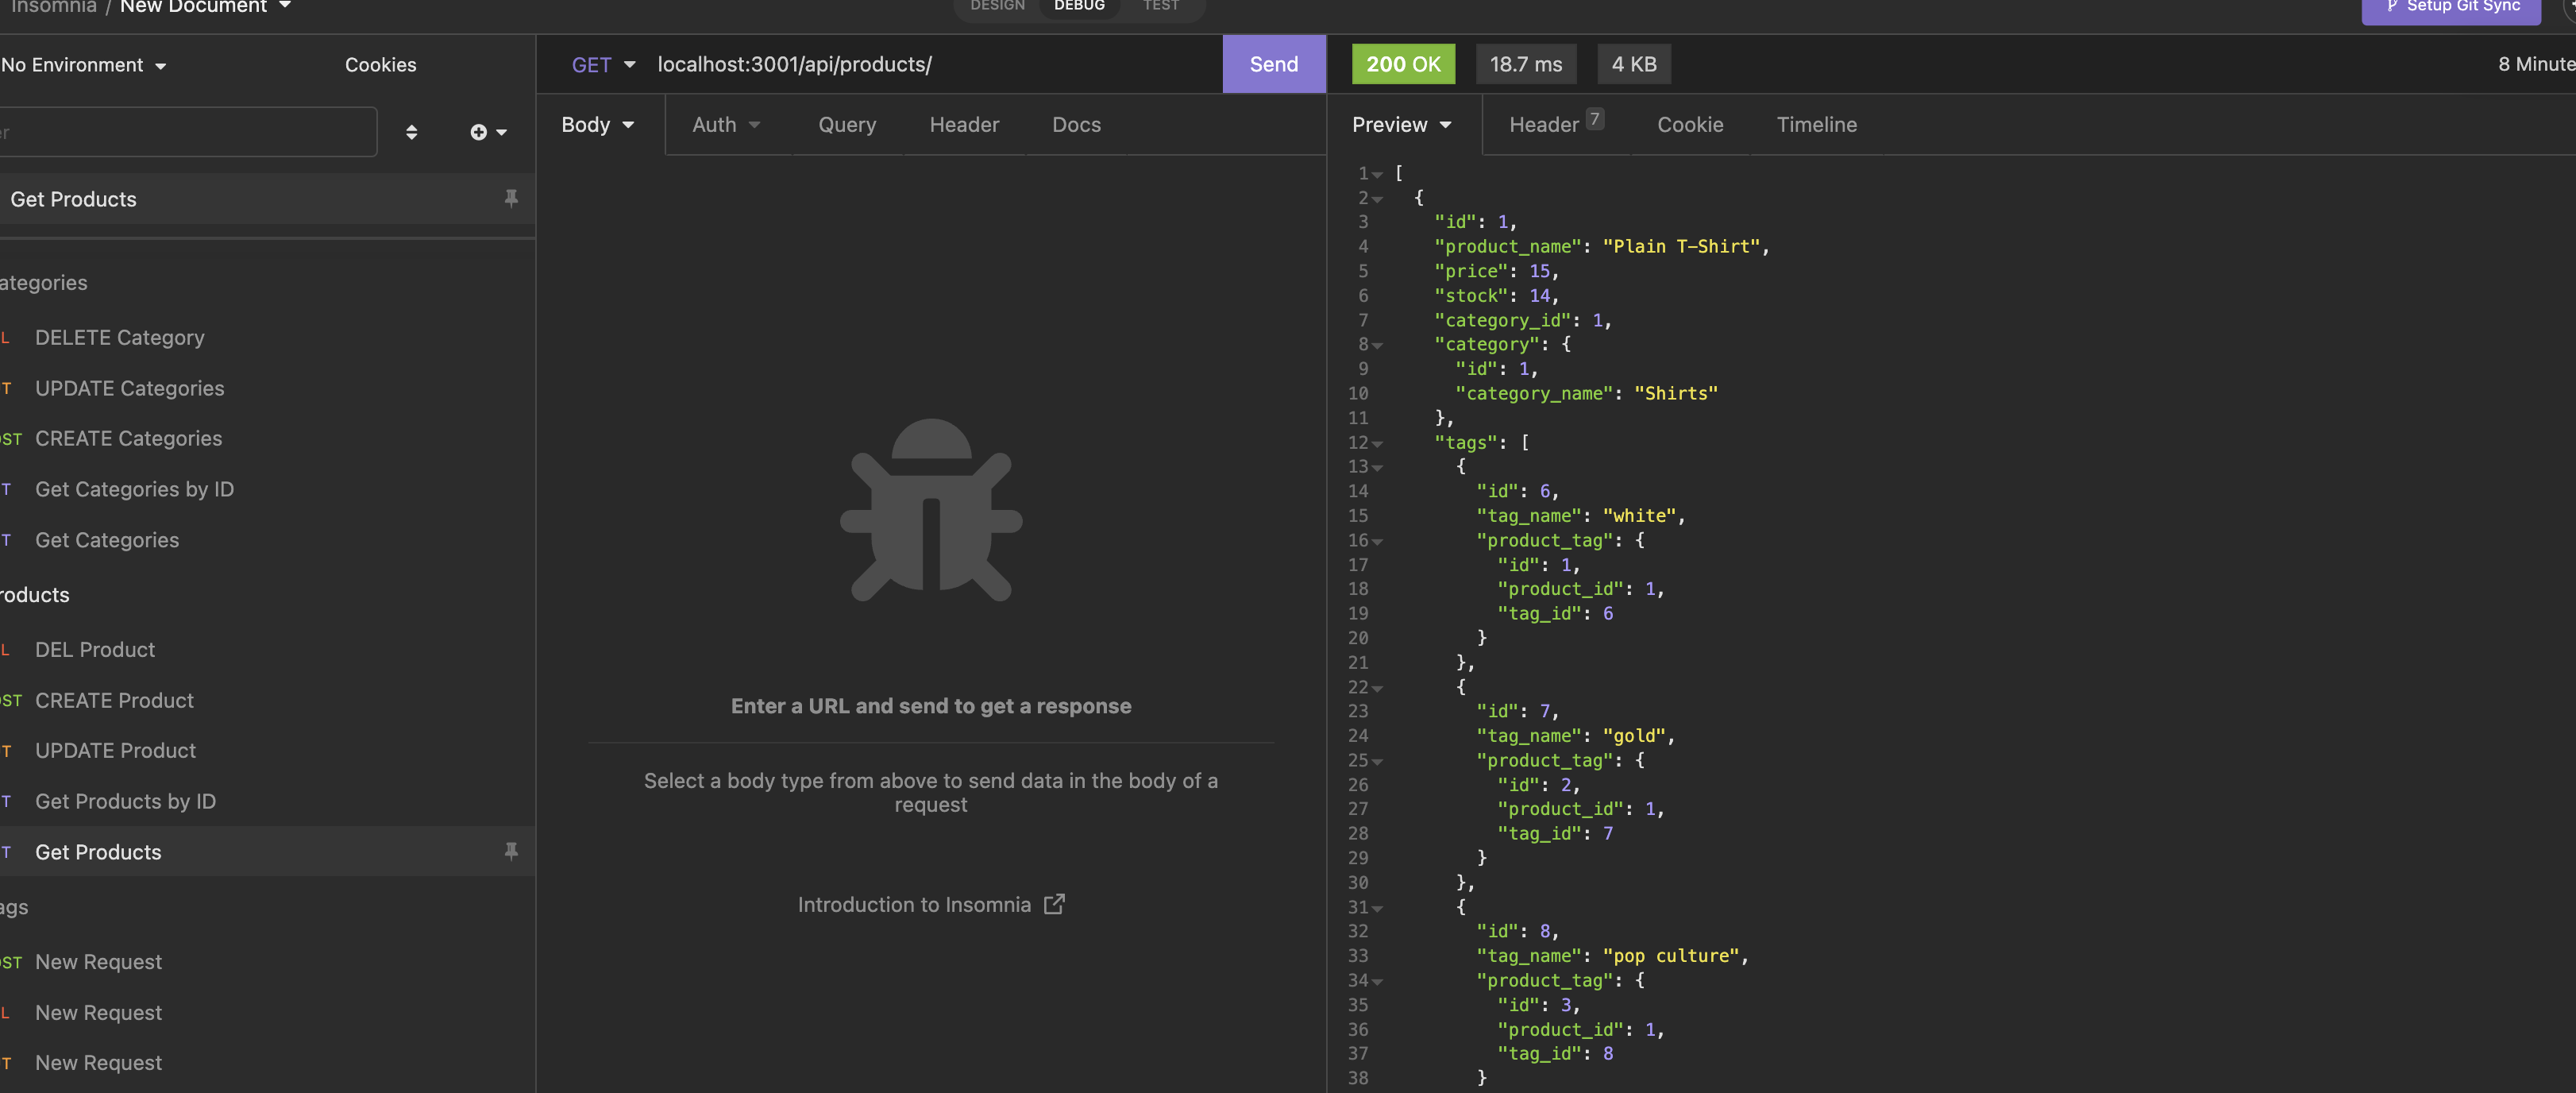 Insomnia / New Document
DESIGN DEBUG TEST
Setup Git Sync
No Environment
Cookies
GET localhost:3001/api/products/
Send
200 OK 18.7 ms 4 KB
8 Minute
er
Body Auth Query Header Docs
Preview Header 7 Cookie Timeline
Get Products
ategories
L DELETE Category
T UPDATE Categories
OST CREATE Categories
T Get Categories by ID
T Get Categories
roducts
L DEL Product
OST CREATE Product
T UPDATE Product
T Get Products by ID
T Get Products
ags
OST New Request
L New Request
T New Request
Enter a URL and send to get a response
Select a body type from above to send data in the body of a
request
Introduction to Insomnia
1 [
2 {
3 "id": 1,
4 "product_name": "Plain T-Shirt",
5 "price": 15,
6 "stock": 14,
7 "category_id": 1,
8 "category": {
9 "id": 1,
10 "category_name": "Shirts"
11 },
12 "tags": [
13 {
14 "id": 6,
15 "tag_name": "white",
16 "product_tag": {
17 "id": 1,
18 "product_id": 1,
19 "tag_id": 6
20 }
21 },
22 {
23 "id": 7,
24 "tag_name": "gold",
25 "product_tag": {
26 "id": 2,
27 "product_id": 1,
28 "tag_id": 7
29 }
30 },
31 {
32 "id": 8,
33 "tag_name": "pop culture",
34 "product_tag": {
35 "id": 3,
36 "product_id": 1,
37 "tag_id": 8
38 }